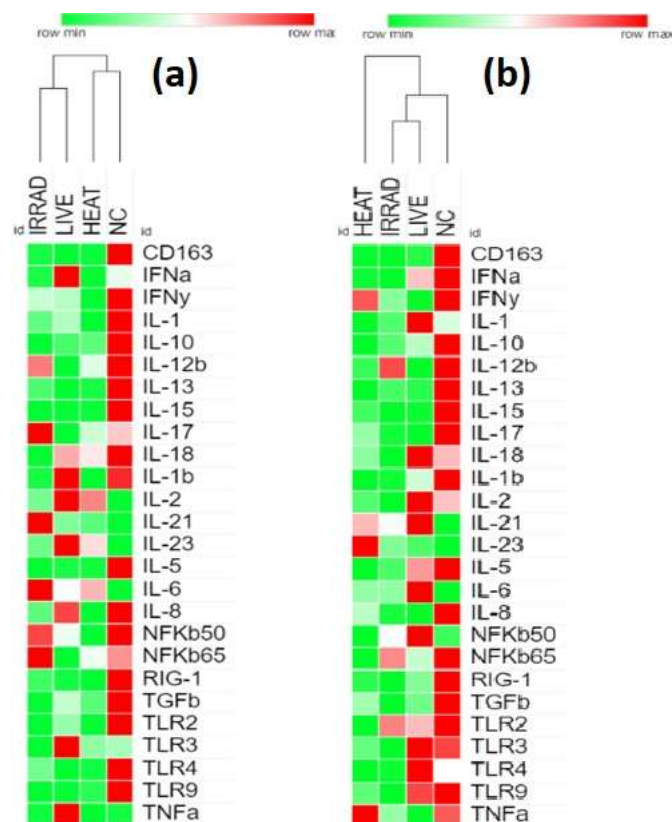 row min row max
(a)
IRRAD LIVE HEAT NC
id id
CD163
IFNa
IFNy
IL-1
IL-10
IL-12b
IL-13
IL-15
IL-17
IL-18
IL-1b
IL-2
IL-21
IL-23
IL-5
IL-6
IL-8
NFKb50
NFKb65
RIG-1
TGFb
TLR2
TLR3
TLR4
TLR9
TNFa
row min row max
(b)
HEAT IRRAD LIVE NC
id id
CD163
IFNa
IFNy
IL-1
IL-10
IL-12b
IL-13
IL-15
IL-17
IL-18
IL-1b
IL-2
IL-21
IL-23
IL-5
IL-6
IL-8
NFKb50
NFKb65
RIG-1
TGFb
TLR2
TLR3
TLR4
TLR9
TNFa